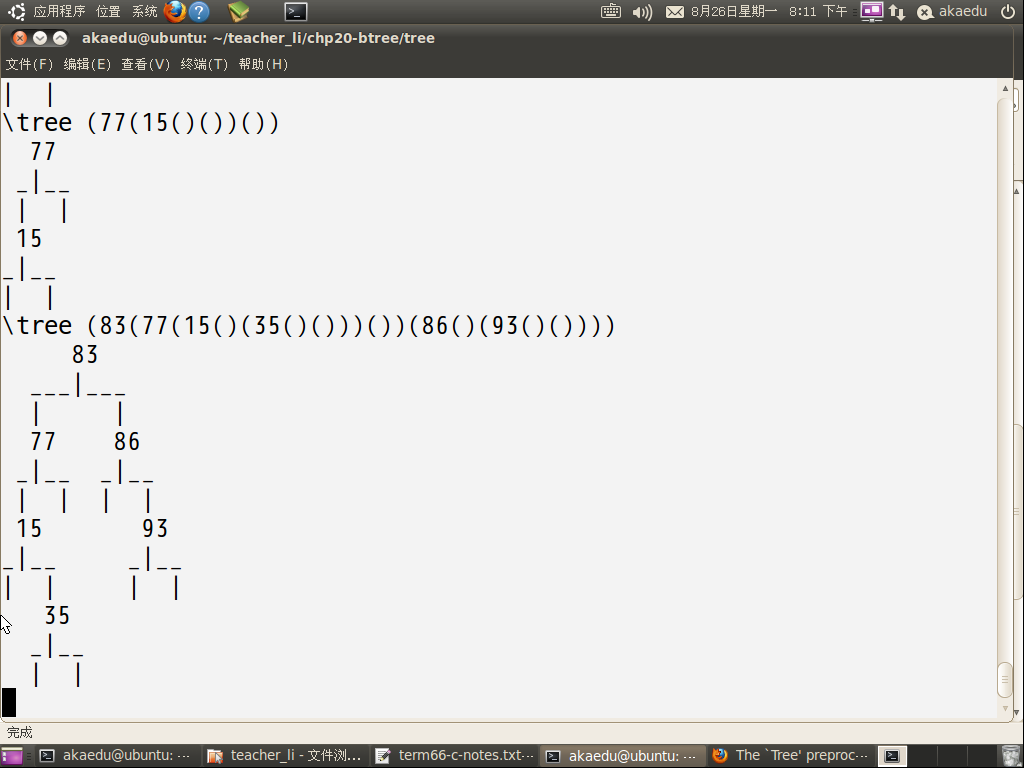 应用程序 位置 系统 8月26日星期一 8:11 下午 akaedu
akaedu@ubuntu: ~/teacher_li/chp20-btree/tree
文件(F) 编辑(E) 查看(V) 终端(T) 帮助(H)
|  |
\tree (77(15()())())
  77
 _|__
 |  |
 15
_|__
|  |
\tree (83(77(15()(35()()))())(86()(93()())))
     83
  ___|___
  |     |
  77    86
 _|__  _|__
 |  |  |  |
 15       93
_|__     _|__
|  |     |  |
   35
  _|__
  |  |
完成
akaedu@ubuntu: ··· teacher_li - 文件浏... term66-c-notes.txt··· akaedu@ubuntu: ··· The `Tree' preproc···